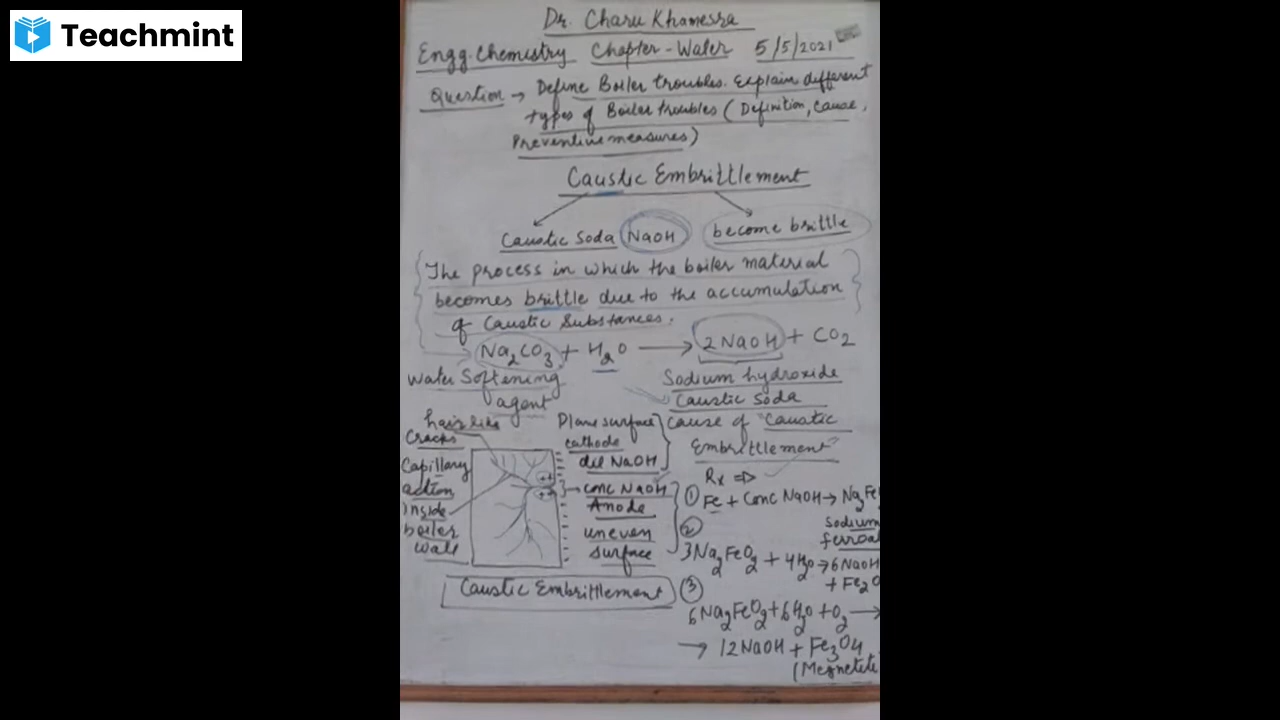 Teachmint
Dr. Charu Khamesra
Engg. Chemistry Chapter - Water 5/5/2021
Question → Define Boiler troubles. Explain different
types of Boiler troubles (Definition, cause,
Preventive measures)
Caustic Embrittlement
Caustic Soda NaOH become brittle
The process in which the boiler material
becomes brittle due to the accumulation
of Caustic Substances.
Na2CO3 + H2O → 2NaOH + CO2
Water Softening
agent
Sodium hydroxide
Caustic Soda
hair like
Cracks
Capillary
action
inside
boiler
wall
Plane surface
cathode
dil NaOH
conc NaOH
Anode
uneven
surface
Caustic Embrittlement
Cause of Caustic
Embrittlement
Rx ⇒
① Fe + Conc NaOH → Na2Fe
Sodium
②
3Na2FeO2 + 4H2O → 6NaOH
+ Fe3O
③
6Na2FeO2 + 6H2O + O2 →
→ 12NaOH + Fe3O4